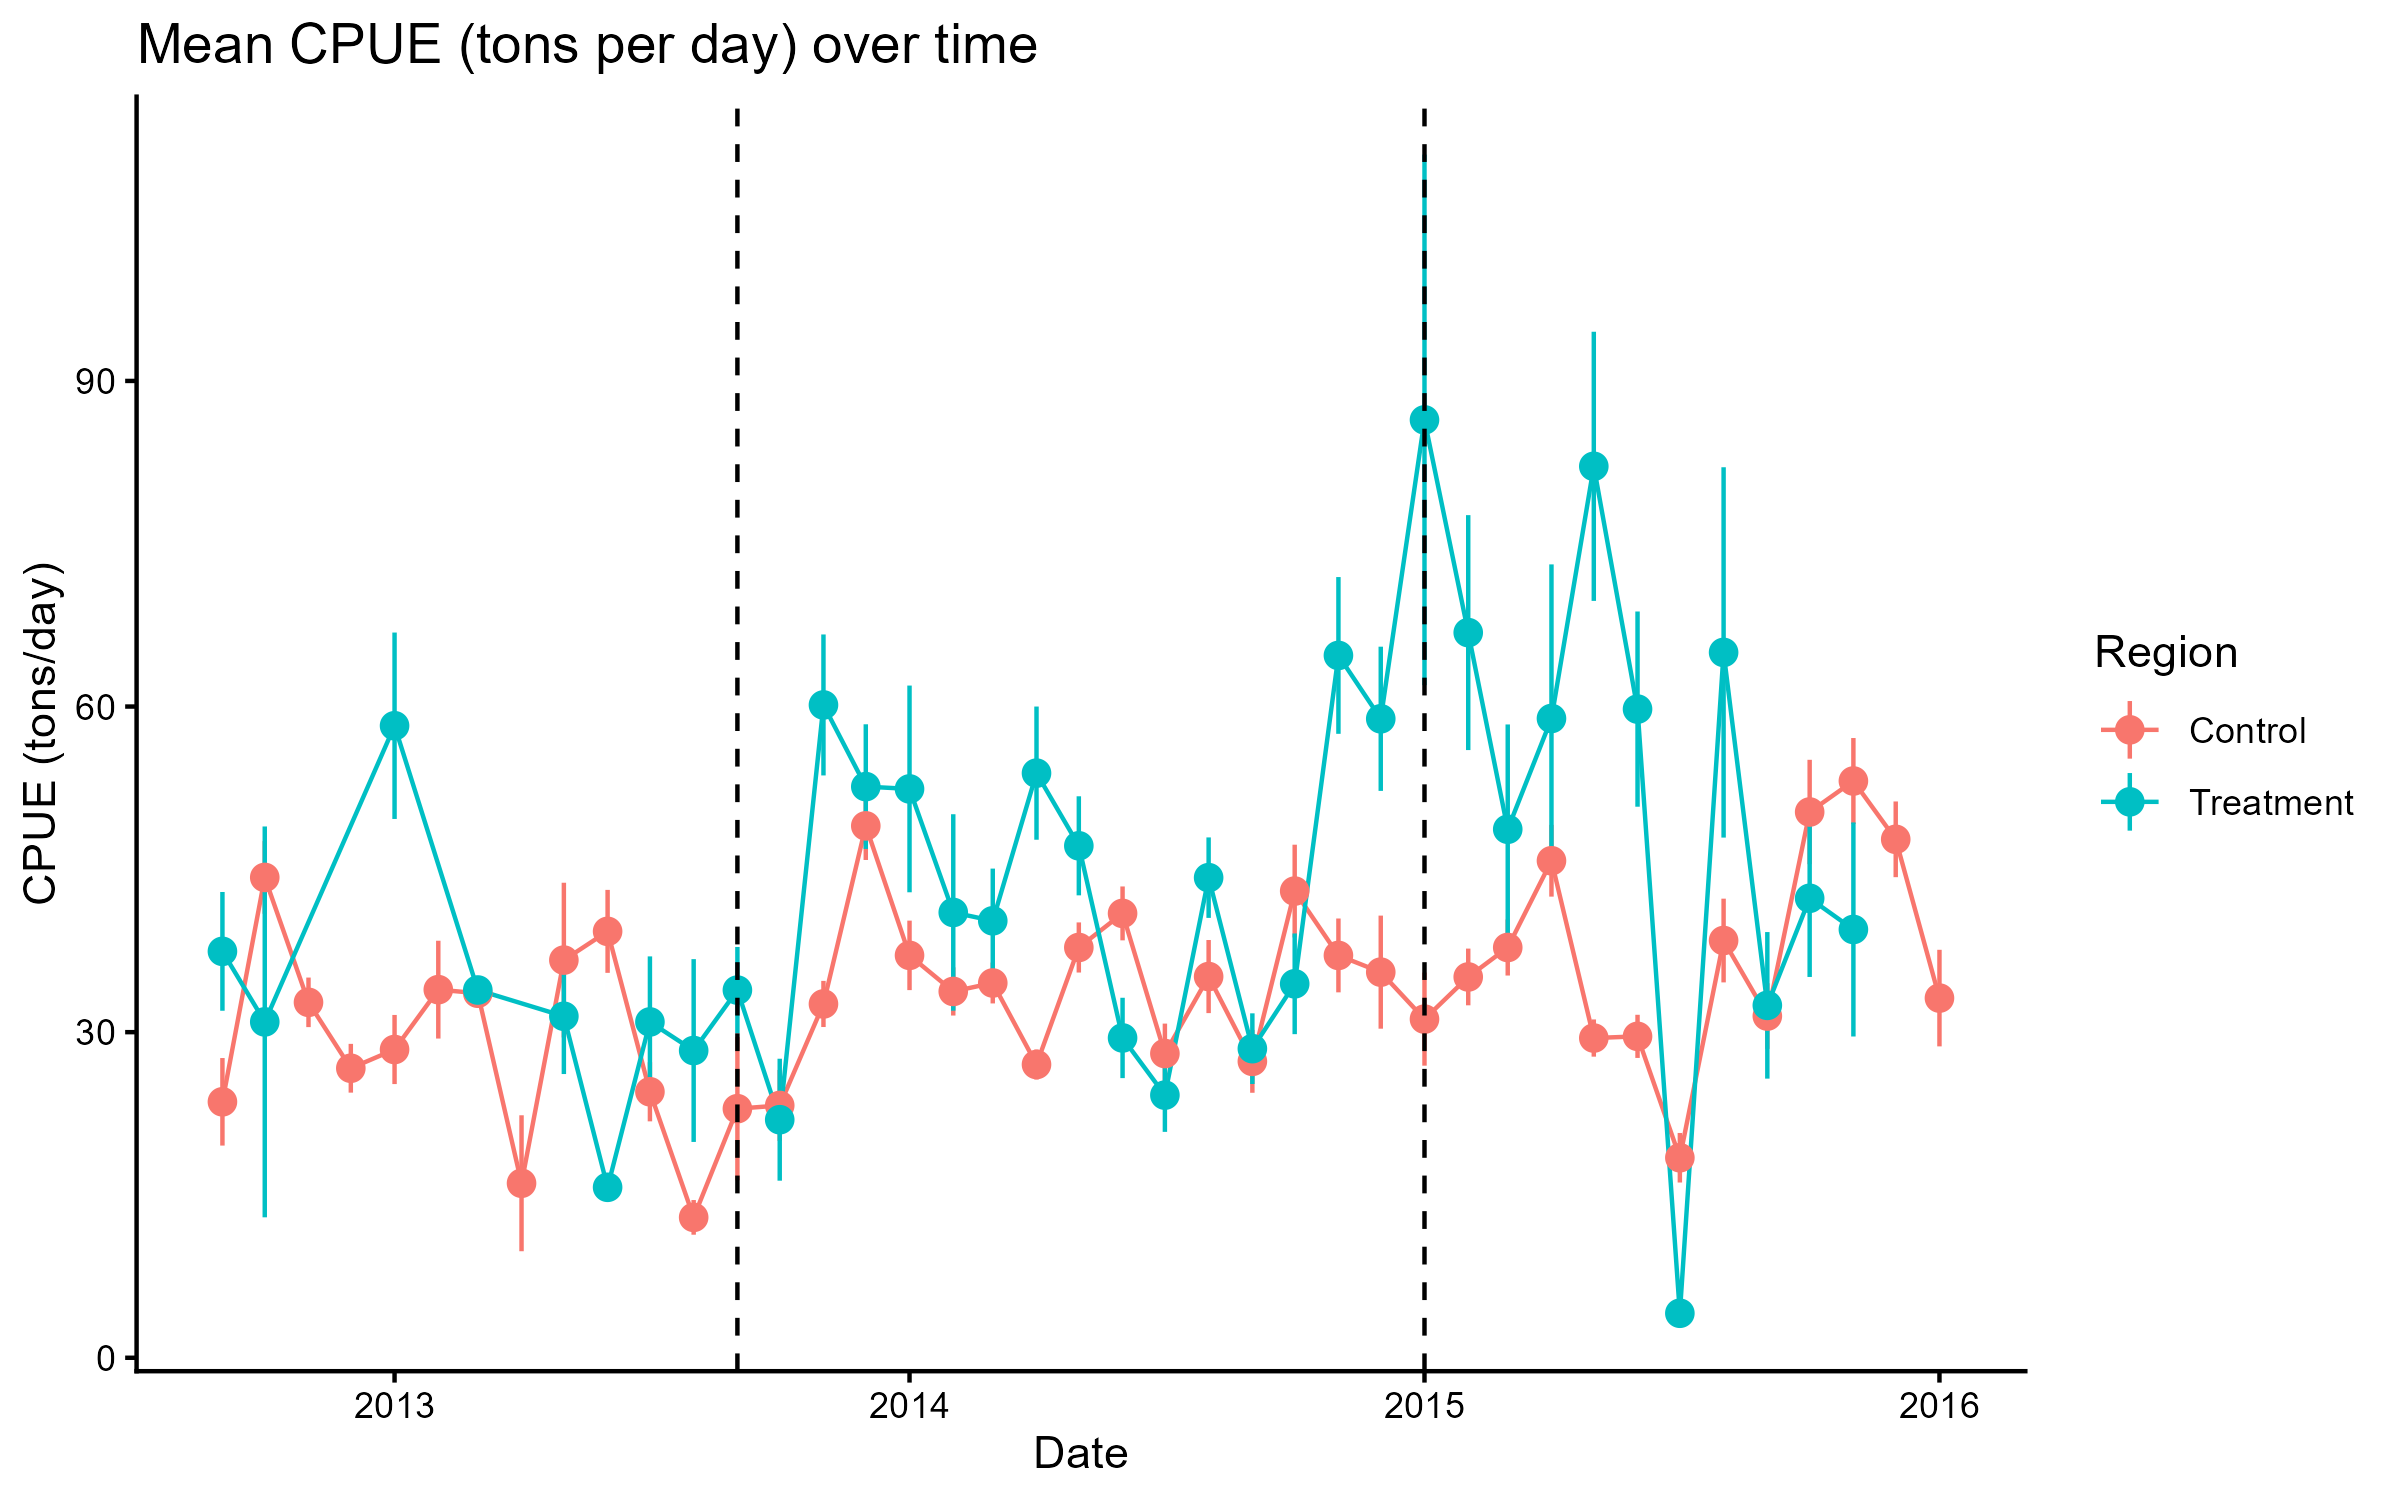 Mean CPUE (tons per day) over time
CPUE (tons/day)
90
60
30
0
2013
2014
2015
2016
Date
Region
Control
Treatment